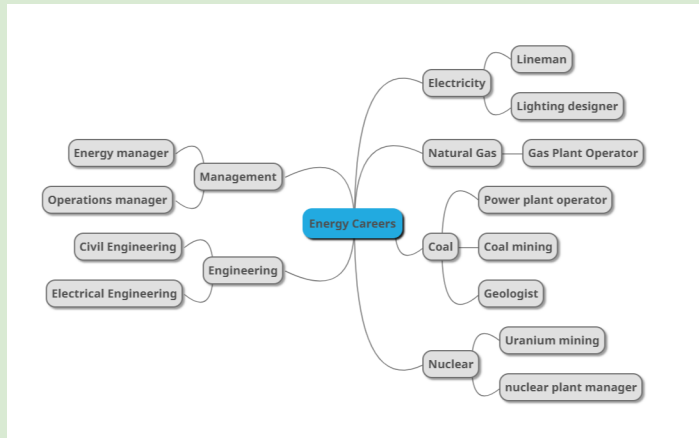 Energy Careers
Electricity
Lineman
Lighting designer
Natural Gas
Gas Plant Operator
Coal
Power plant operator
Coal mining
Geologist
Nuclear
Uranium mining
nuclear plant manager
Management
Energy manager
Operations manager
Engineering
Civil Engineering
Electrical Engineering